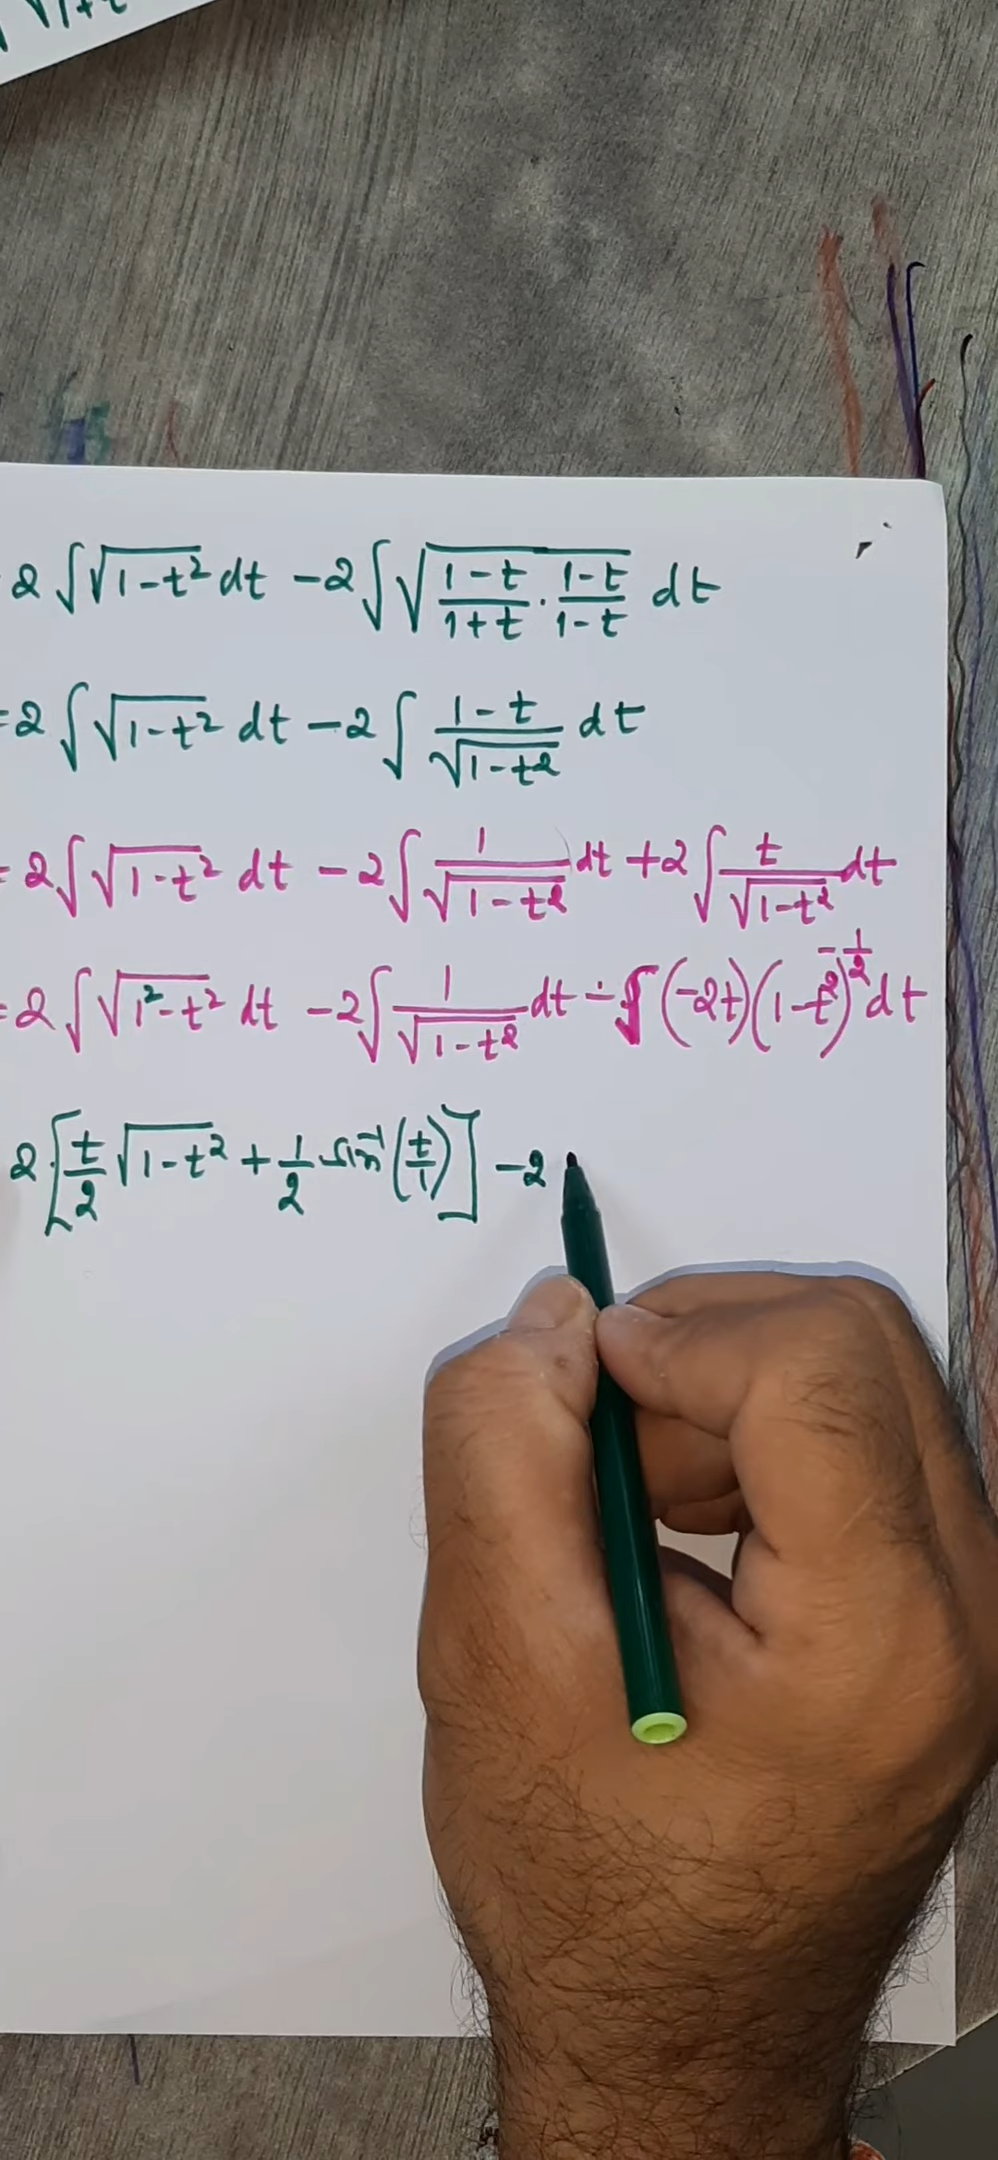 √1+t
2∫√1-t² dt -2∫√(1-t)/(1+t) · (1-t)/(1-t) dt
=2∫√1-t² dt -2∫ (1-t)/√1-t² dt
=2∫√1-t² dt -2∫ 1/√1-t² dt +2∫ t/√1-t² dt
=2∫√1²-t² dt -2∫ 1/√1-t² dt -∫(-2t)(1-t²)^-1/2 dt
2[t/2 √1-t² + 1/2 sin⁻¹(t/1)] -2